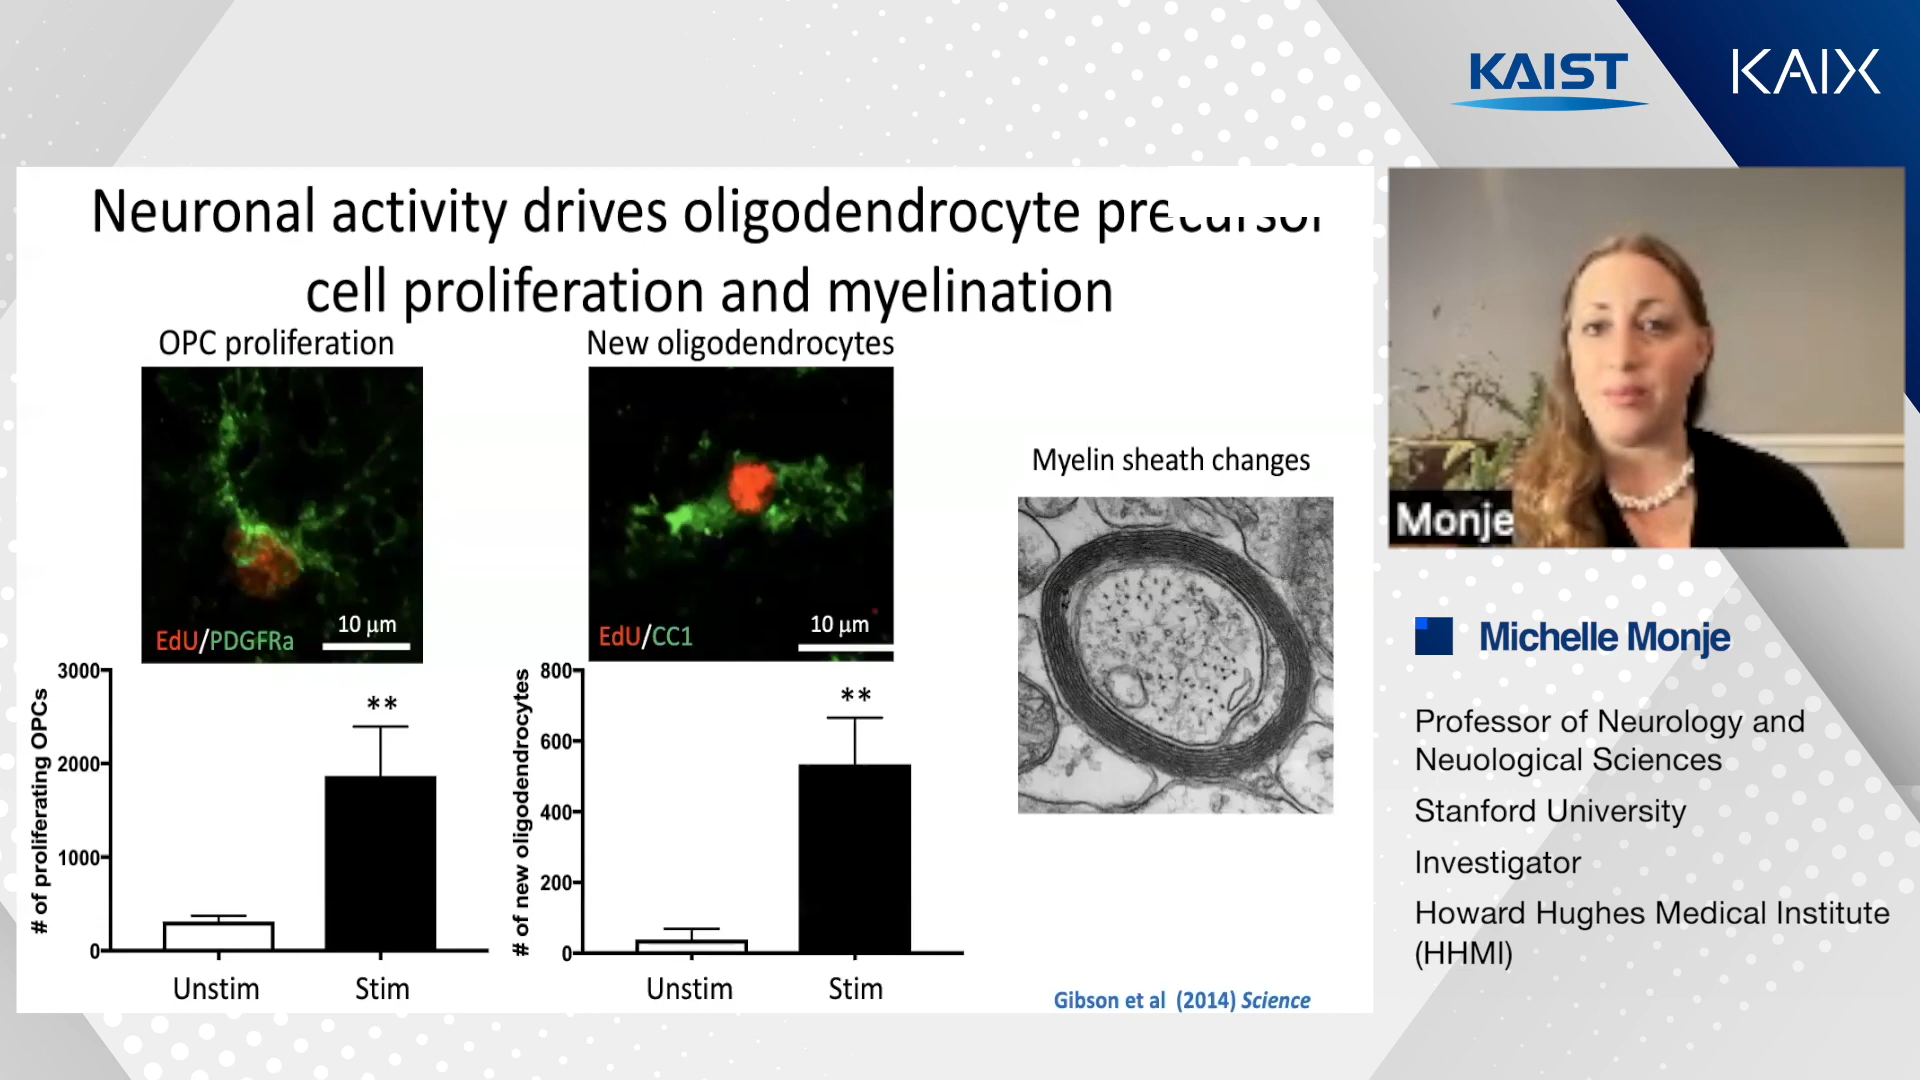 KAIST
KAIX
Neuronal activity drives oligodendrocyte precursor
cell proliferation and myelination
OPC proliferation
New oligodendrocytes
Myelin sheath changes
EdU/PDGFRa
10 µm
EdU/CC1
10 µm
# of proliferating OPCs
3000
2000
1000
0
**
Unstim
Stim
# of new oligodendrocytes
800
600
400
200
0
**
Unstim
Stim
Gibson et al (2014) Science
Monje
Michelle Monje
Professor of Neurology and
Neuological Sciences
Stanford University
Investigator
Howard Hughes Medical Institute
(HHMI)